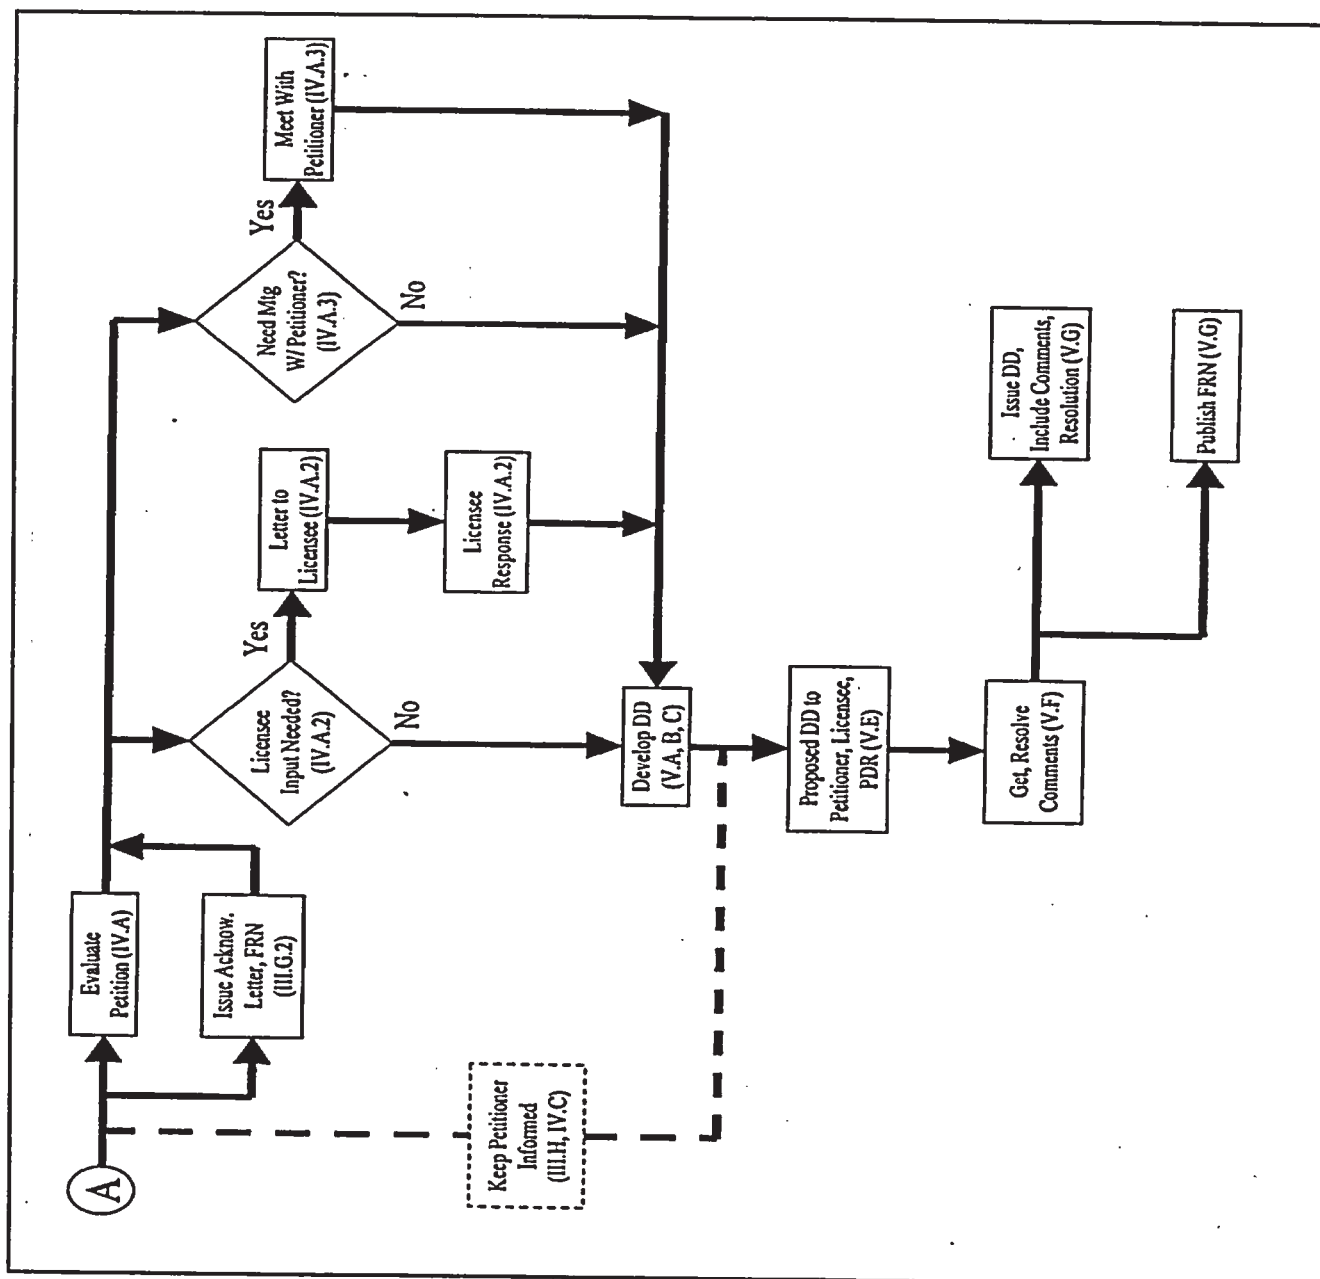 A
Evaluate
Petition (IV.A)
Issue Acknow.
Letter, FRN
(III.G.2)
Keep Petitioner
Informed
(III.H, IV.C)
Licensee
Input Needed?
(IV.A.2)
Yes
No
Letter to
Licensee (IV.A.2)
Licensee
Response (IV.A.2)
Need Mtg
W/ Petitioner?
(IV.A.3)
Yes
No
Meet With
Petitioner (IV.A.3)
Develop DD
(V.A, B, C)
Proposed DD to
Petitioner, Licensee,
PDR (V.E)
Get, Resolve
Comments (V.F)
Issue DD,
Include Comments,
Resolution (V.G)
Publish FRN (V.G)